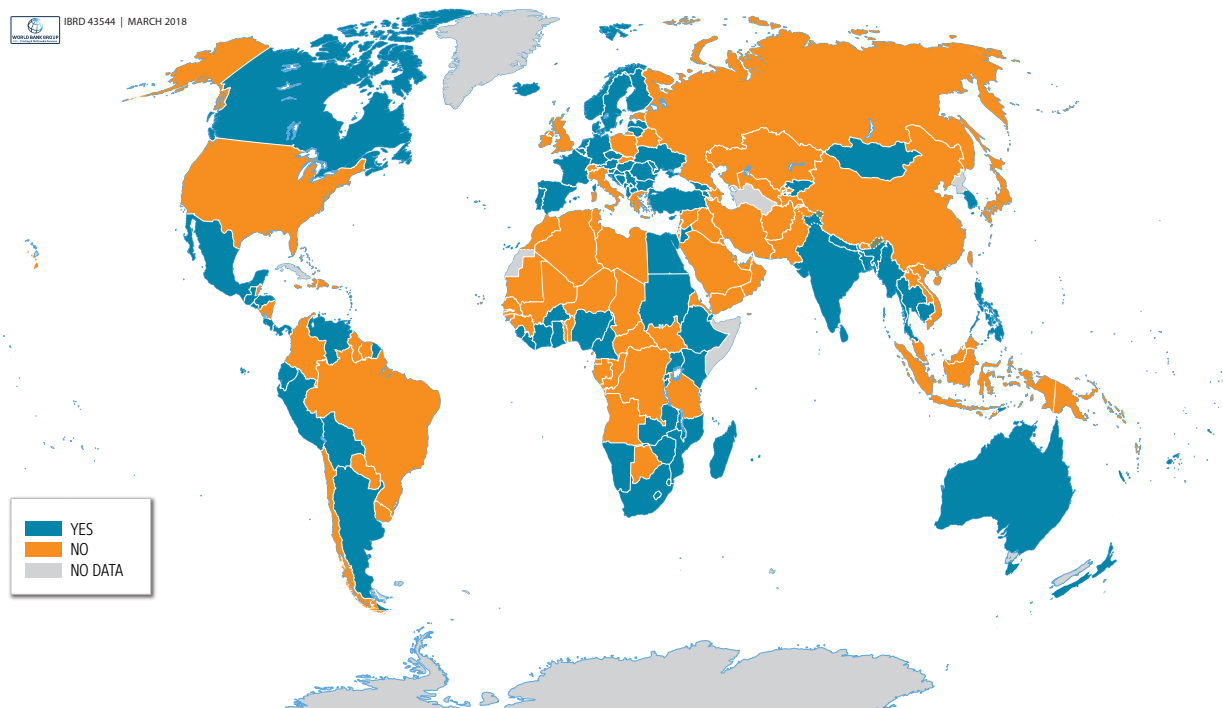 IBRD 43544 | MARCH 2018
WORLD BANK GROUP
YES
NO
NO DATA